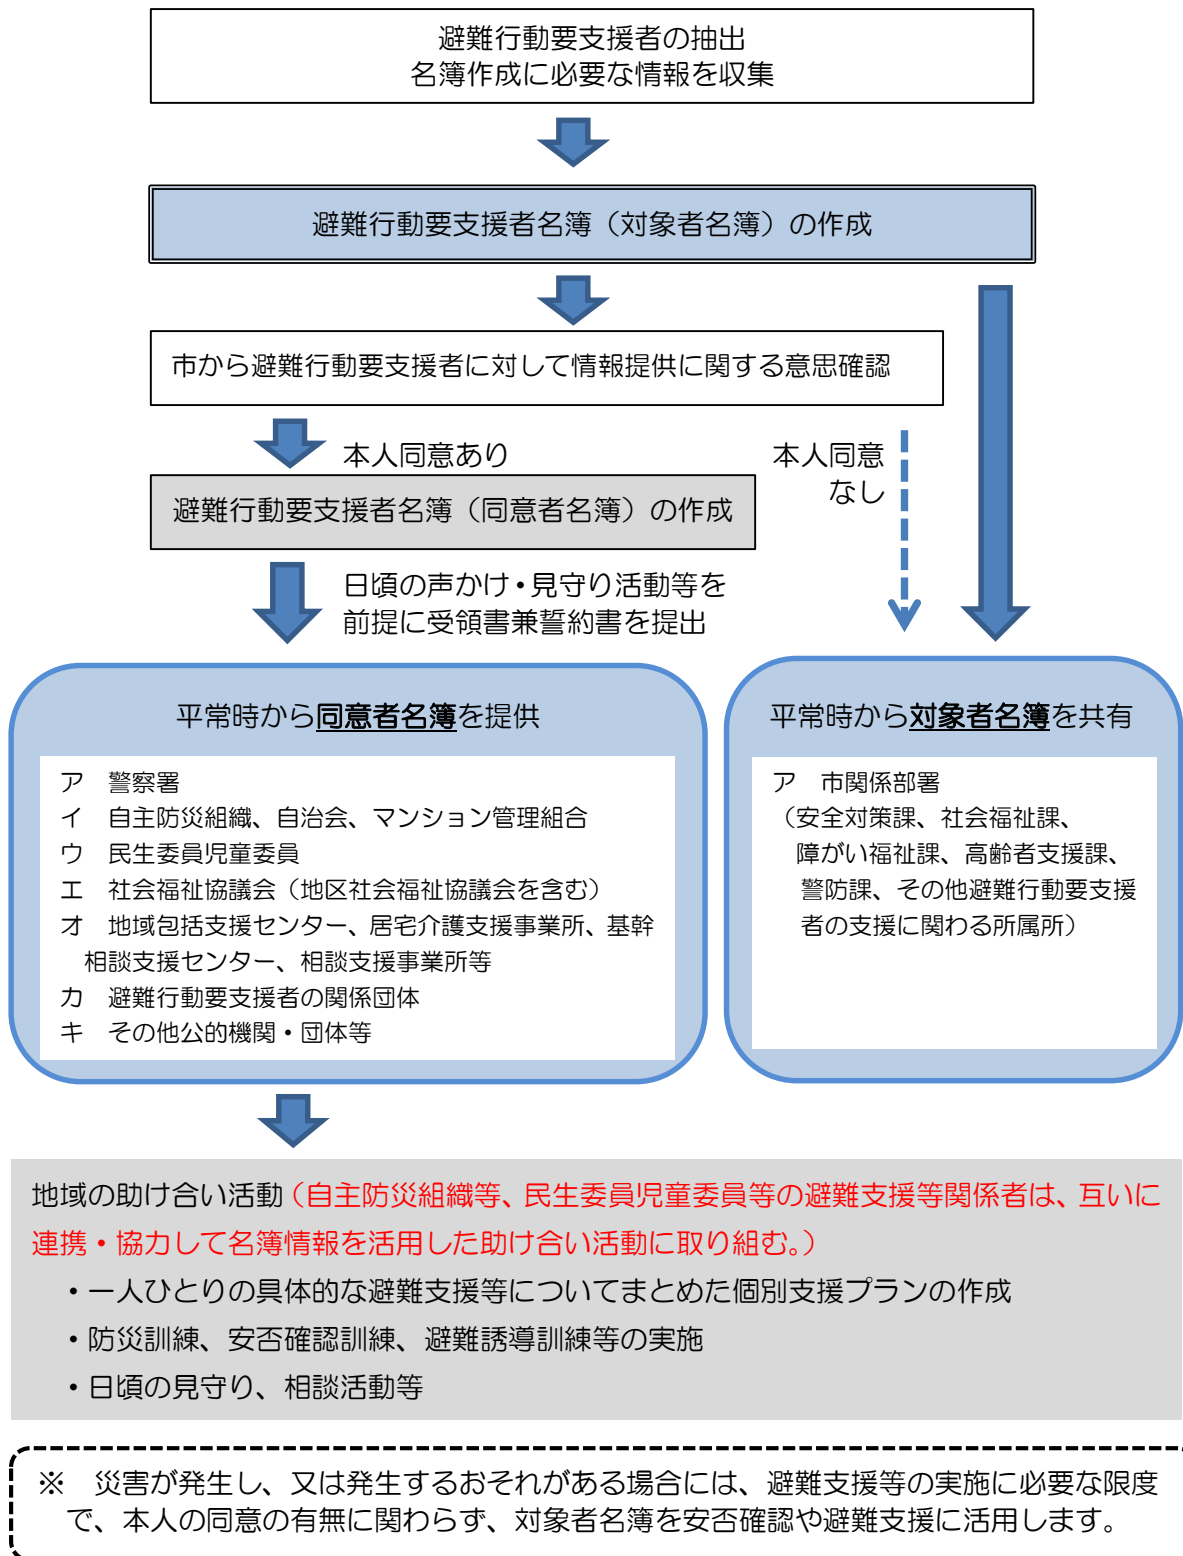 避難行動要支援者の抽出
名簿作成に必要な情報を収集
避難行動要支援者名簿（対象者名簿）の作成
市から避難行動要支援者に対して情報提供に関する意思確認
本人同意あり
本人同意
なし
避難行動要支援者名簿（同意者名簿）の作成
日頃の声かけ・見守り活動等を
前提に受領書兼誓約書を提出
平常時から同意者名簿を提供
ア　警察署
イ　自主防災組織、自治会、マンション管理組合
ウ　民生委員児童委員
エ　社会福祉協議会（地区社会福祉協議会を含む）
オ　地域包括支援センター、居宅介護支援事業所、基幹
相談支援センター、相談支援事業所等
カ　避難行動要支援者の関係団体
キ　その他公的機関・団体等
平常時から対象者名簿を共有
ア　市関係部署
（安全対策課、社会福祉課、
障がい福祉課、高齢者支援課、
警防課、その他避難行動要支援
者の支援に関わる所属所）
地域の助け合い活動（自主防災組織等、民生委員児童委員等の避難支援等関係者は、互いに
連携・協力して名簿情報を活用した助け合い活動に取り組む。）
・一人ひとりの具体的な避難支援等についてまとめた個別支援プランの作成
・防災訓練、安否確認訓練、避難誘導訓練等の実施
・日頃の見守り、相談活動等
※　災害が発生し、又は発生するおそれがある場合には、避難支援等の実施に必要な限度
で、本人の同意の有無に関わらず、対象者名簿を安否確認や避難支援に活用します。